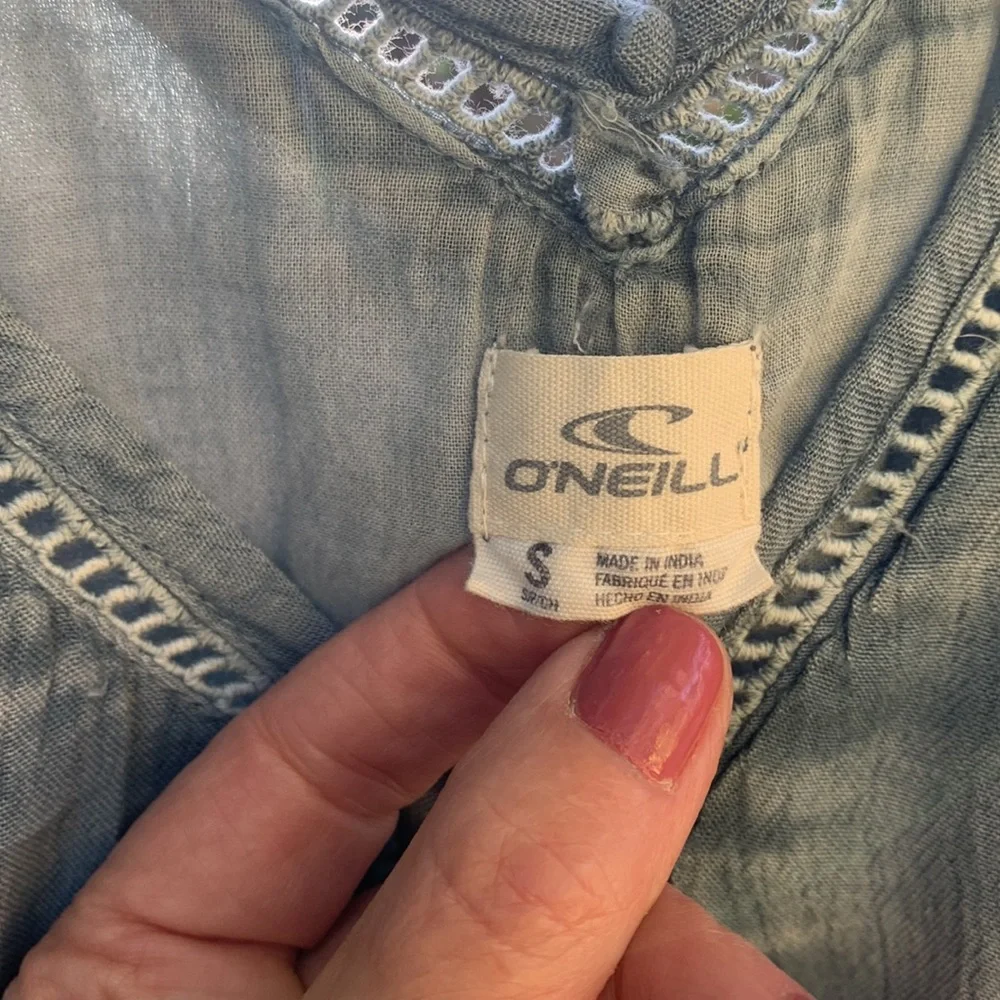 O'NEILL
S
SP/CH
MADE IN INDIA
FABRIQUÉ EN INDE
HECHO EN INDIA